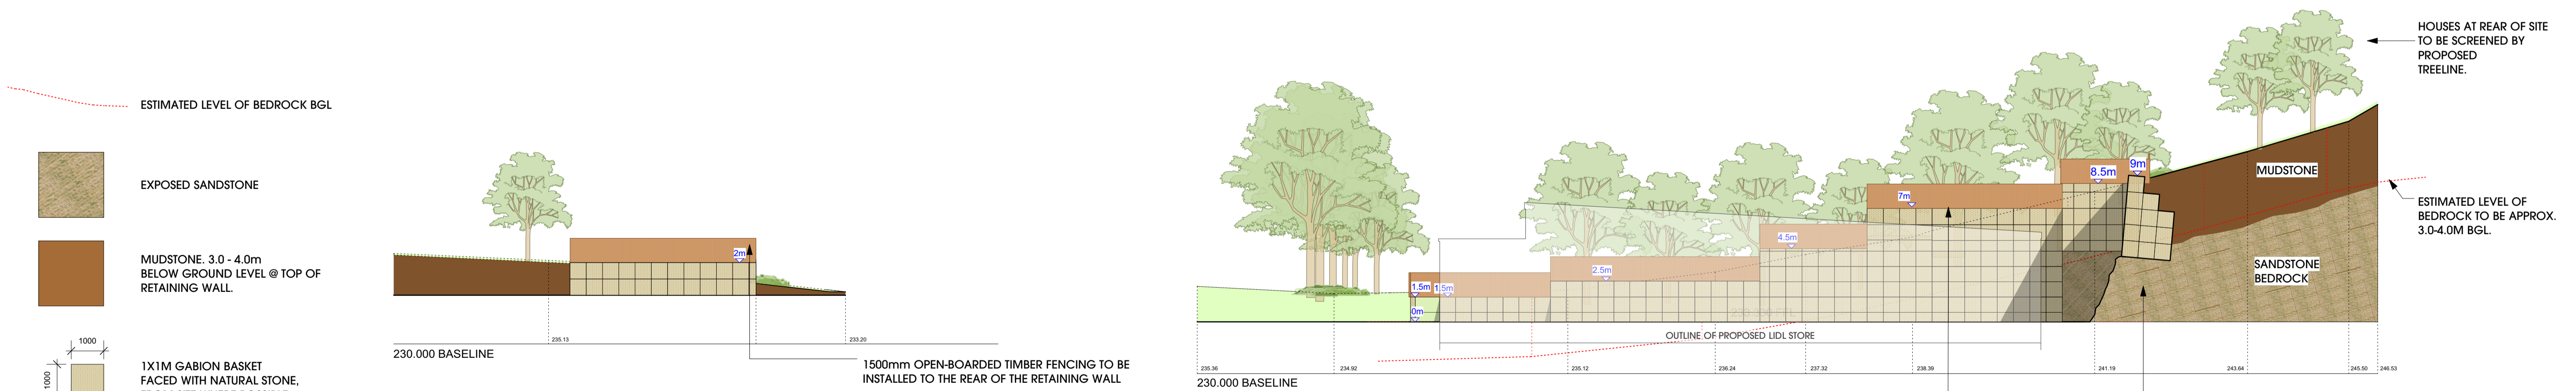 ESTIMATED LEVEL OF BEDROCK BGL
EXPOSED SANDSTONE
MUDSTONE. 3.0 - 4.0m
BELOW GROUND LEVEL @ TOP OF
RETAINING WALL.
1000
1000
1X1M GABION BASKET
FACED WITH NATURAL STONE,
2m
235.13
233.20
230.000 BASELINE
1500mm OPEN-BOARDED TIMBER FENCING TO BE
INSTALLED TO THE REAR OF THE RETAINING WALL
HOUSES AT REAR OF SITE
TO BE SCREENED BY
PROPOSED
TREELINE.
9m
8.5m
MUDSTONE
7m
4.5m
2.5m
1.5m
1.5m
0m
ESTIMATED LEVEL OF
BEDROCK TO BE APPROX.
3.0-4.0M BGL.
SANDSTONE
BEDROCK
OUTLINE OF PROPOSED LIDL STORE
235.36
234.92
235.12
236.24
237.32
238.39
241.19
243.64
245.50
246.53
230.000 BASELINE